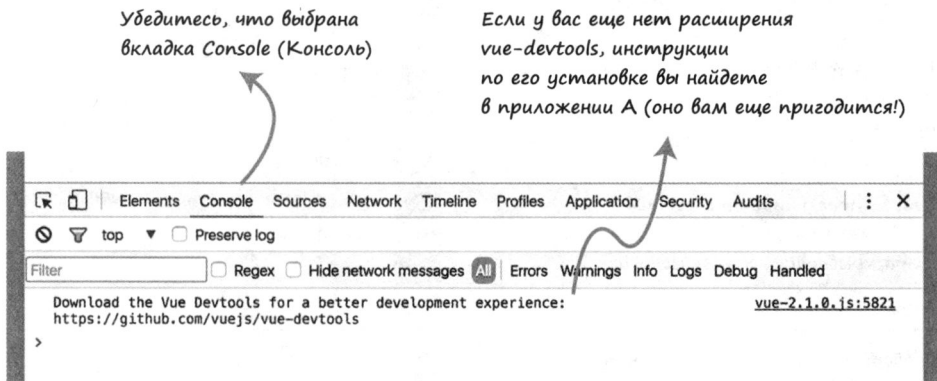 Убедитесь, что выбрана
вкладка Console (Консоль)
Если у вас еще нет расширения
vue-devtools, инструкции
по его установке вы найдете
в приложении А (оно вам еще пригодится!)
Elements Console Sources Network Timeline Profiles Application Security Audits
top Preserve log
Filter Regex Hide network messages All Errors Warnings Info Logs Debug Handled
Download the Vue Devtools for a better development experience: vue-2.1.0.js:5821
https://github.com/vuejs/vue-devtools
>